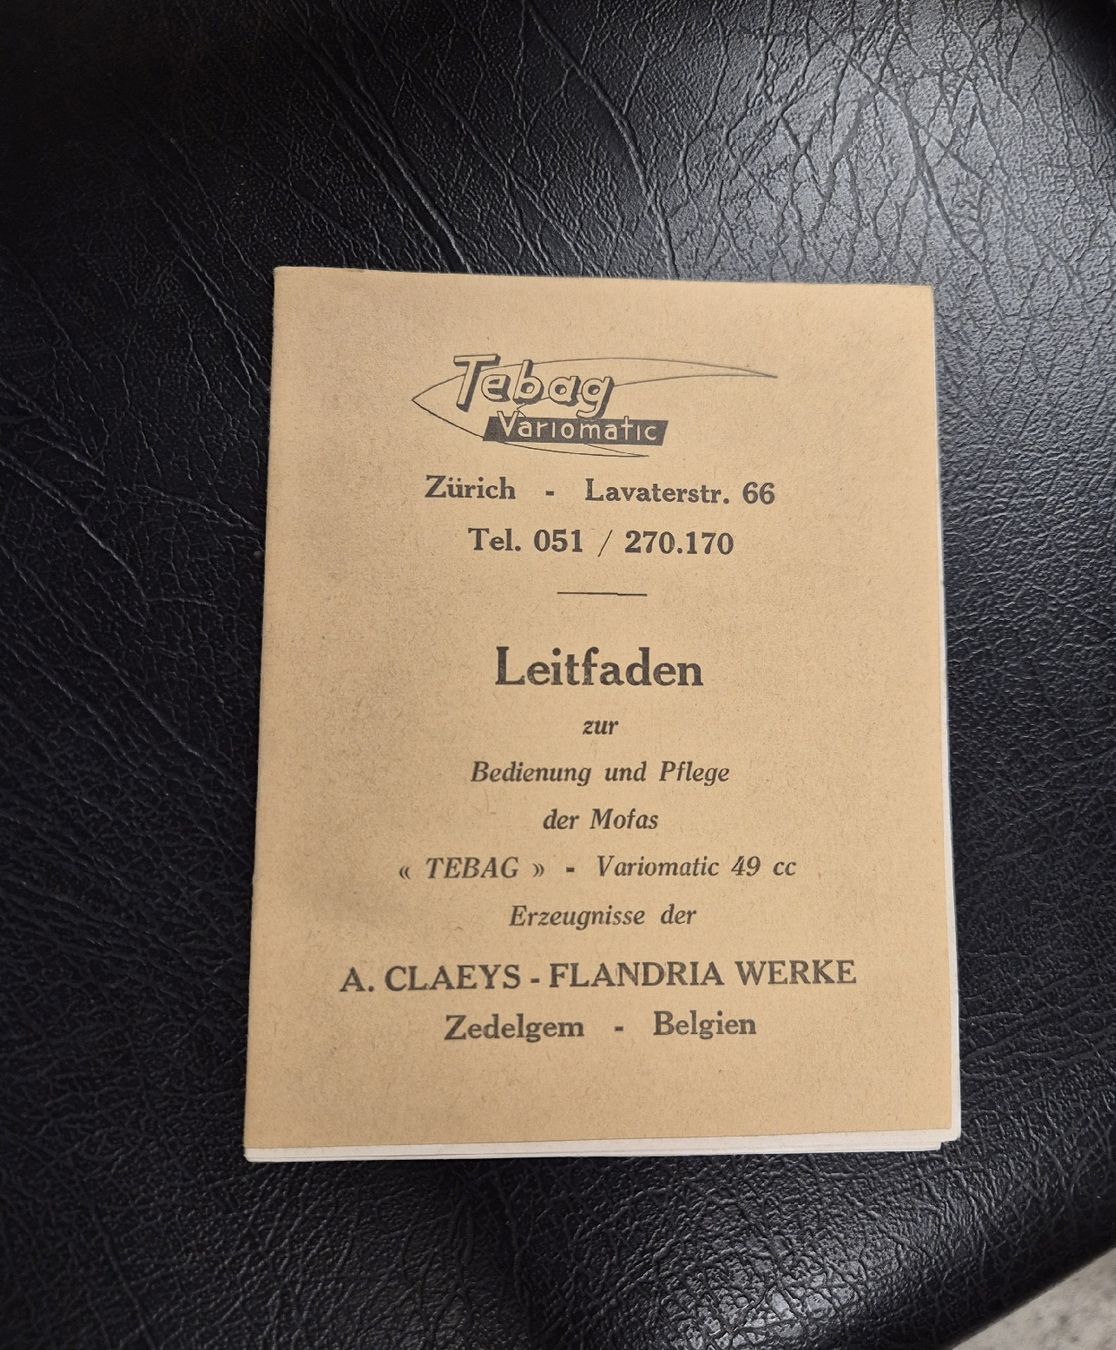 Tebag
Variomatic
Zürich - Lavaterstr. 66
Tel. 051 / 270.170
Leitfaden
zur
Bedienung und Pflege
der Mofas
« TEBAG » - Variomatic 49 cc
Erzeugnisse der
A. CLAEYS - FLANDRIA WERKE
Zedelgem - Belgien